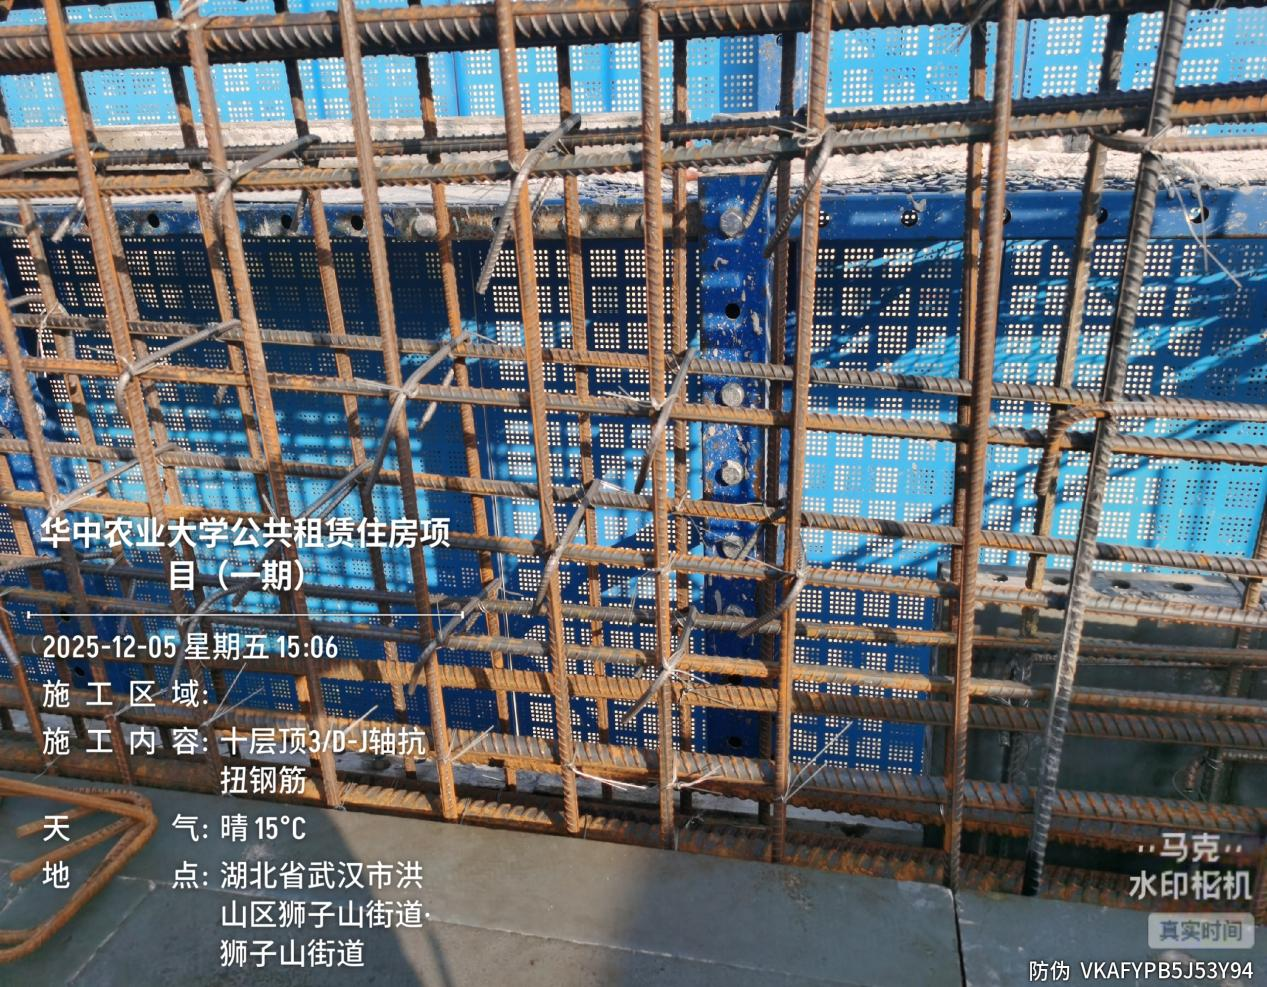 华中农业大学公共租赁住房项
目（一期）
2025-12-05 星期五 15:06
施工区域:
施工内容: 十层顶3/D-J轴抗
扭钢筋
天气: 晴 15°C
地点: 湖北省武汉市洪
山区狮子山街道·
狮子山街道
马克
水印相机
真实时间
防伪 VKAFYPB5J53Y94